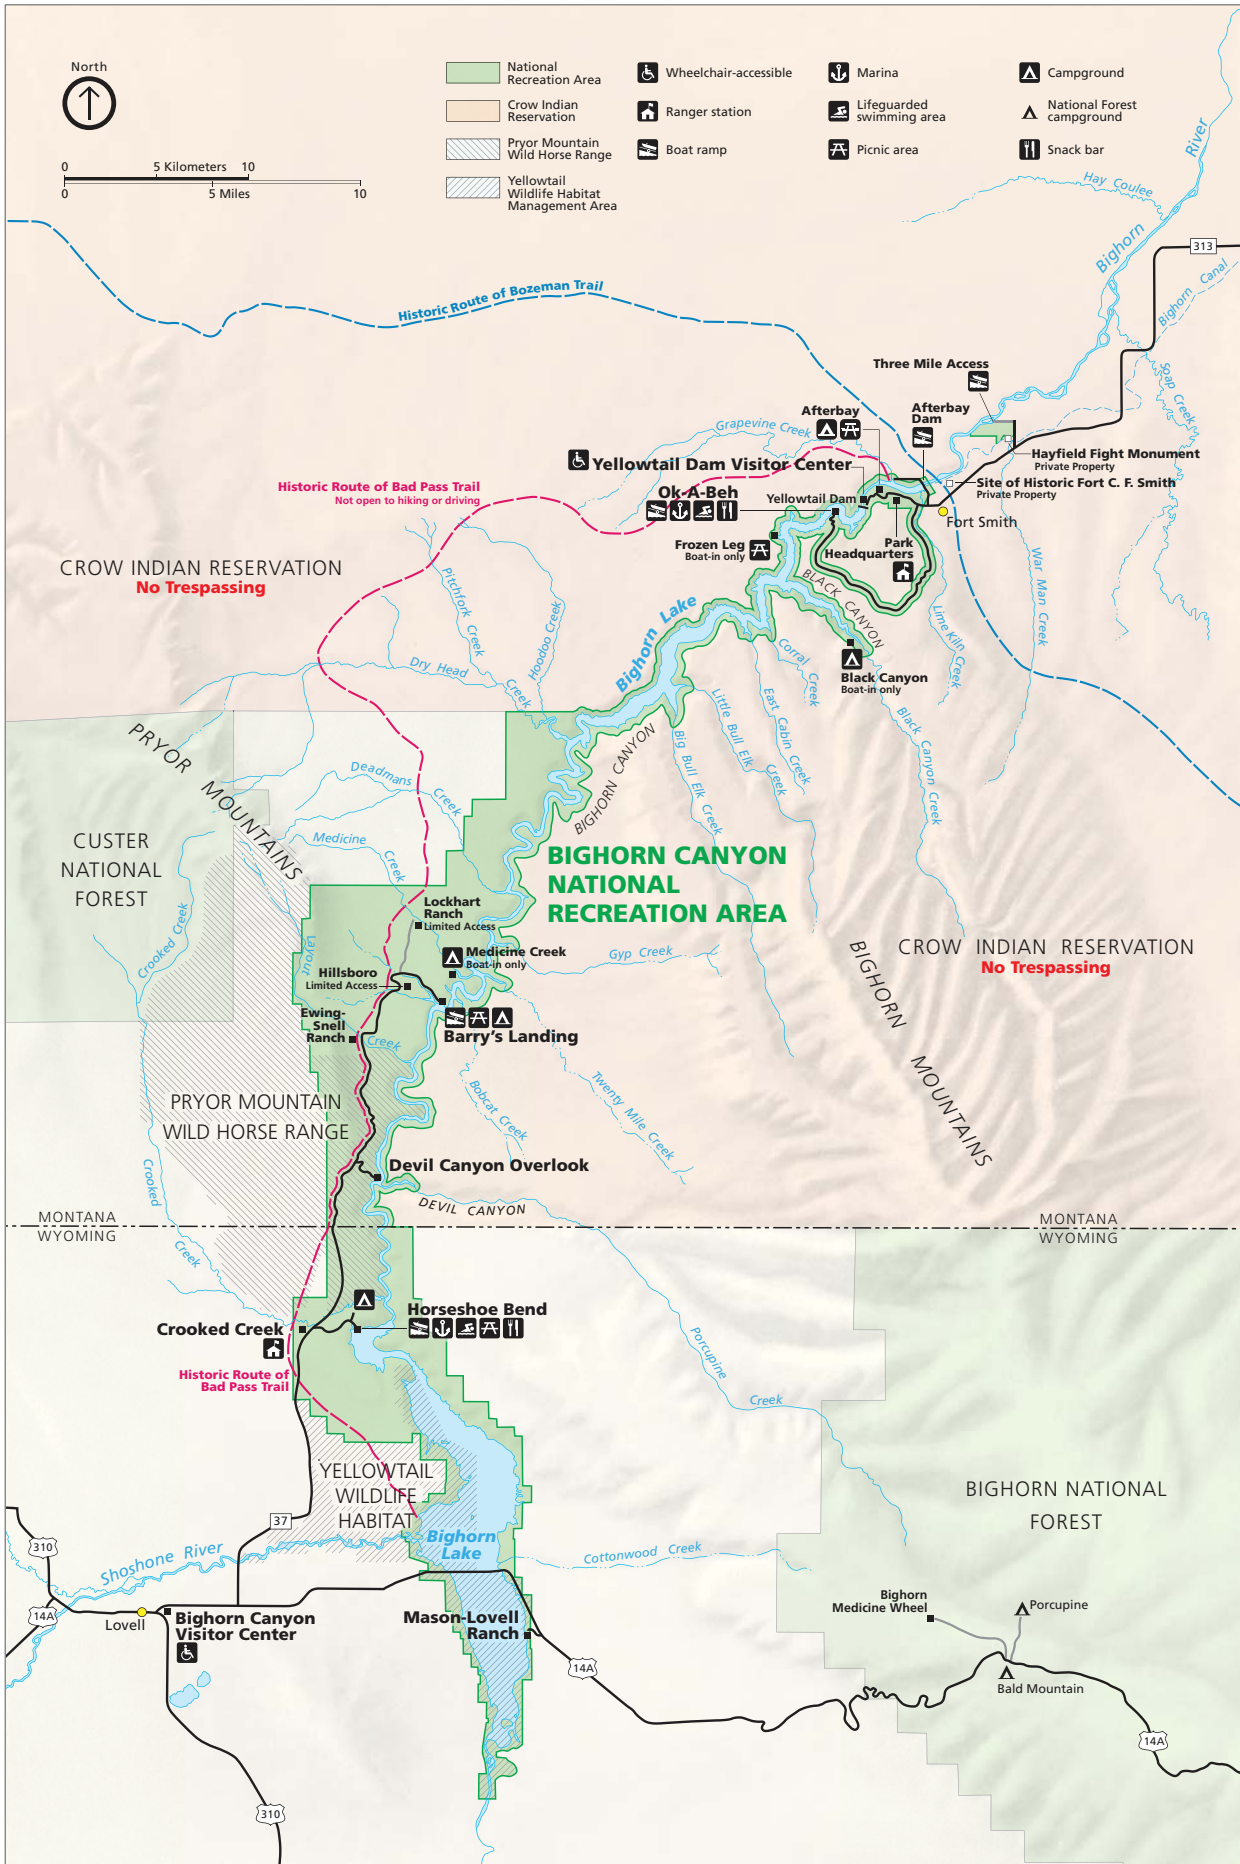 North
0
5 Kilometers
10
0
5 Miles
10
National
Recreation Area
Crow Indian
Reservation
Pryor Mountain
Wild Horse Range
Yellowtail
Wildlife Habitat
Management Area
Wheelchair-accessible
Ranger station
Boat ramp
Marina
Lifeguarded
swimming area
Picnic area
Campground
National Forest
campground
Snack bar
Hay Coulee
River
Bighorn
313
Bighorn Canal
Soap Creek
Historic Route of Bozeman Trail
Three Mile Access
Afterbay
Dam
Afterbay
Grapevine Creek
Hayfield Fight Monument
Private Property
Yellowtail Dam Visitor Center
Site of Historic Fort C. F. Smith
Private Property
Historic Route of Bad Pass Trail
Not open to hiking or driving
Ok-A-Beh
Yellowtail Dam
Fort Smith
Frozen Leg
Boat-in only
Park
Headquarters
CROW INDIAN RESERVATION
No Trespassing
BLACK CANYON
War Man Creek
Lime Kiln Creek
Pitchfork Creek
Hoodoo Creek
Dry Head
Creek
Bighorn Lake
Corral
Creek
Black Canyon
Boat-in only
East Cabin Creek
Little Bull Elk
Creek
Big Bull Elk Creek
Black Canyon Creek
BIGHORN CANYON
PRYOR
MOUNTAINS
Deadmans
Creek
Medicine
Creek
CUSTER
NATIONAL
FOREST
BIGHORN CANYON
NATIONAL
RECREATION AREA
Lockhart
Ranch
Limited Access
Crooked Creek
Layout
Creek
Medicine Creek
Boat-in only
Gyp Creek
Hillsboro
Limited Access
CROW INDIAN RESERVATION
No Trespassing
BIGHORN
MOUNTAINS
Ewing-
Snell
Ranch
Barry's Landing
Bobcat Creek
Twenty Mile Creek
PRYOR MOUNTAIN
WILD HORSE RANGE
Devil Canyon Overlook
DEVIL CANYON
Crooked
Creek
MONTANA
WYOMING
MONTANA
WYOMING
Horseshoe Bend
Crooked Creek
Historic Route of
Bad Pass Trail
Porcupine
Creek
YELLOWTAIL
WILDLIFE
HABITAT
BIGHORN NATIONAL
FOREST
37
310
Shoshone River
Bighorn
Lake
Cottonwood Creek
14A
Lovell
Bighorn Canyon
Visitor Center
Mason-Lovell
Ranch
Bighorn
Medicine Wheel
Porcupine
14A
Bald Mountain
14A
310